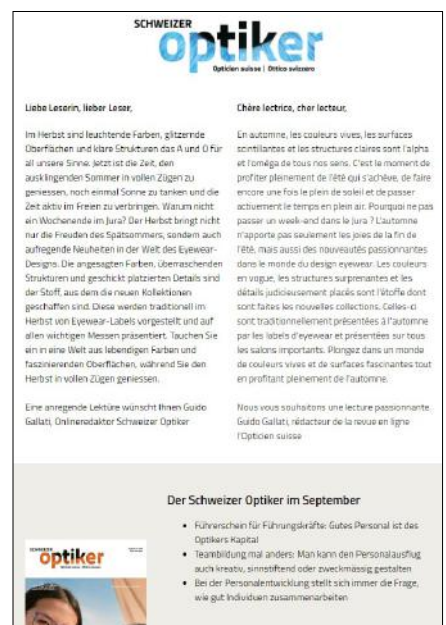 SCHWEIZER
optiker
Opticien suisse | Ottico svizzero
Liebe Leserin, lieber Leser,
Im Herbst sind leuchtende Farben, glitzernde
Oberflächen und klare Strukturen das A und O für
all unsere Sinne. Jetzt ist die Zeit, den
ausklingenden Sommer in vollen Zügen zu
geniessen, noch einmal Sonne zu tanken und die
Zeit aktiv im Freien zu verbringen. Warum nicht
ein Wochenende im Jura? Der Herbst bringt nicht
nur die Freuden des Spätsommers, sondern auch
aufregende Neuheiten in der Welt des Eyewear-
Designs. Die angesagten Farben, überraschenden
Strukturen und geschickt platzierten Details sind
der Stoff, aus dem die neuen Kollektionen
geschaffen sind. Diese werden traditionell im
Herbst von Eyewear-Labels vorgestellt und auf
allen wichtigen Messen präsentiert. Tauchen Sie
ein in eine Welt aus lebendigen Farben und
faszinierenden Oberflächen, während Sie den
Herbst in vollen Zügen geniessen.
Eine anregende Lektüre wünscht Ihnen Guido
Gallati, Onlineredaktor Schweizer Optiker
Chère lectrice, cher lecteur,
En automne, les couleurs vives, les surfaces
scintillantes et les structures claires sont l'alpha
et l'oméga de tous nos sens. C'est le moment de
profiter pleinement de l'été qui s'achève, de faire
encore une fois le plein de soleil et de passer
activement le temps en plein air. Pourquoi ne pas
passer un week-end dans le Jura ? L'automne
n'apporte pas seulement les joies de la fin de
l'été, mais aussi des nouveautés passionnantes
dans le monde du design eyewear. Les couleurs
en vogue, les structures surprenantes et les
détails judicieusement placés sont l'étoffe dont
sont faites les nouvelles collections. Celles-ci
sont traditionnellement présentées à l'automne
par les labels d'eyewear et présentées sur tous
les salons importants. Plongez dans un monde
de couleurs vives et de surfaces fascinantes tout
en profitant pleinement de l'automne.
Nous vous souhaitons une lecture passionnante
Guido Gallati, rédacteur de la revue en ligne
l'Opticien suisse
Der Schweizer Optiker im September
• Führerschein für Führungskräfte: Gutes Personal ist des
Optikers Kapital
• Teambildung mal anders: Man kann den Personalausflug
auch kreativ, sinnstiftend oder zweckmässig gestalten
• Bei der Personalentwicklung stellt sich immer die Frage,
wie gut Individuen zusammenarbeiten
optiker